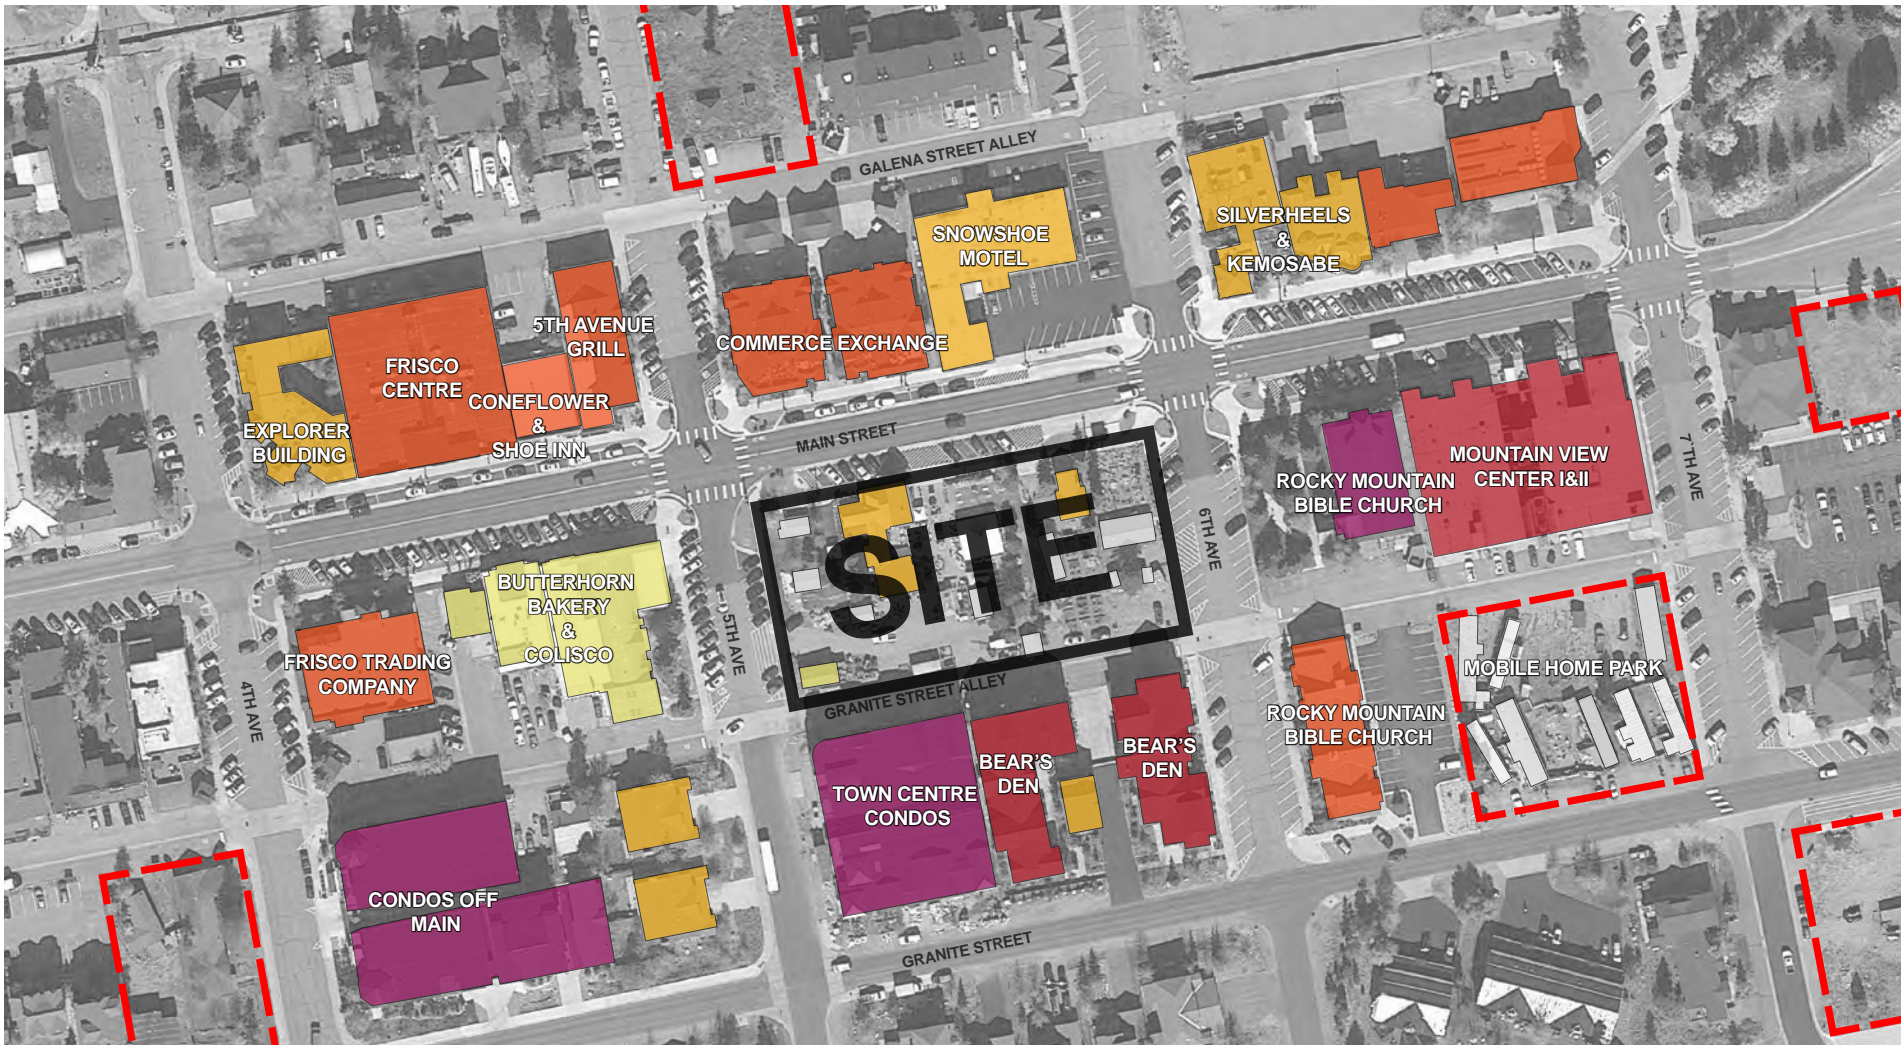 GALENA STREET ALLEY
SNOWSHOE
MOTEL
SILVERHEELS
&
KEMOSABE
5TH AVENUE
GRILL
COMMERCE EXCHANGE
FRISCO
CENTRE
CONEFLOWER
&
SHOE INN
EXPLORER
BUILDING
MAIN STREET
ROCKY MOUNTAIN
BIBLE CHURCH
MOUNTAIN VIEW
CENTER I&II
7TH AVE
6TH AVE
SITE
BUTTERHORN
BAKERY
&
COLISCO
5TH AVE
FRISCO TRADING
COMPANY
4TH AVE
GRANITE STREET ALLEY
MOBILE HOME PARK
ROCKY MOUNTAIN
BIBLE CHURCH
BEAR'S
DEN
BEAR'S
DEN
TOWN CENTRE
CONDOS
CONDOS OFF
MAIN
GRANITE STREET